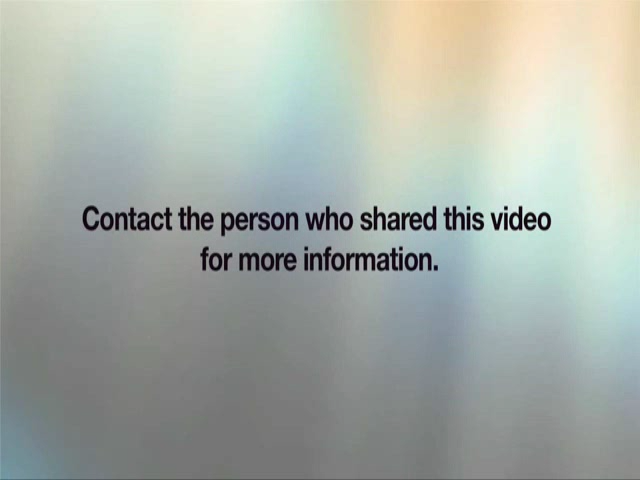 Contact the person who shared this video
for more information.